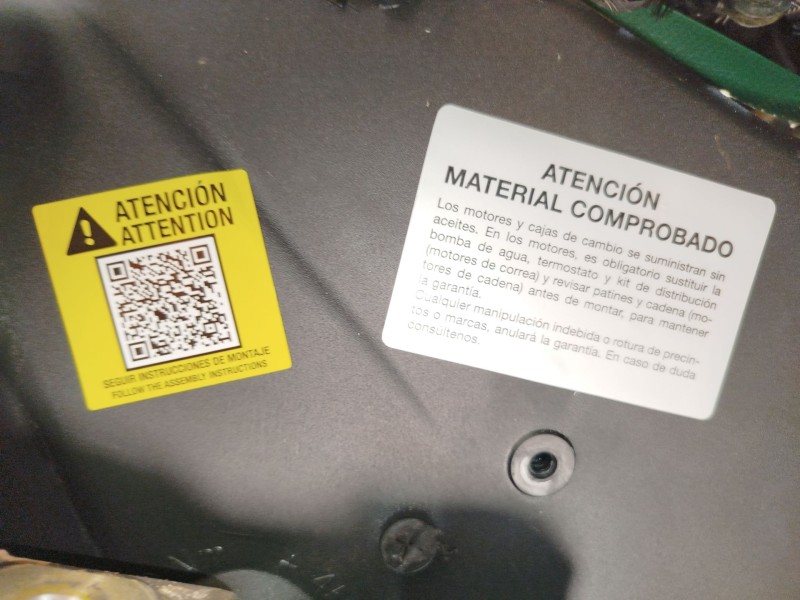 ATENCIÓN
ATTENTION
SEGUIR INSTRUCCIONES DE MONTAJE
FOLLOW THE ASSEMBLY INSTRUCTIONS
ATENCIÓN
MATERIAL COMPROBADO
Los motores y cajas de cambio se suministran sin
aceites. En los motores, es obligatorio sustituir la
bomba de agua, termostato y kit de distribución
(motores de correa) y revisar patines y cadena (mo-
tores de cadena) antes de montar, para mantener
la garantía.
Cualquier manipulación indebida o rotura de precin-
tos o marcas, anulará la garantía. En caso de duda
consúltenos.